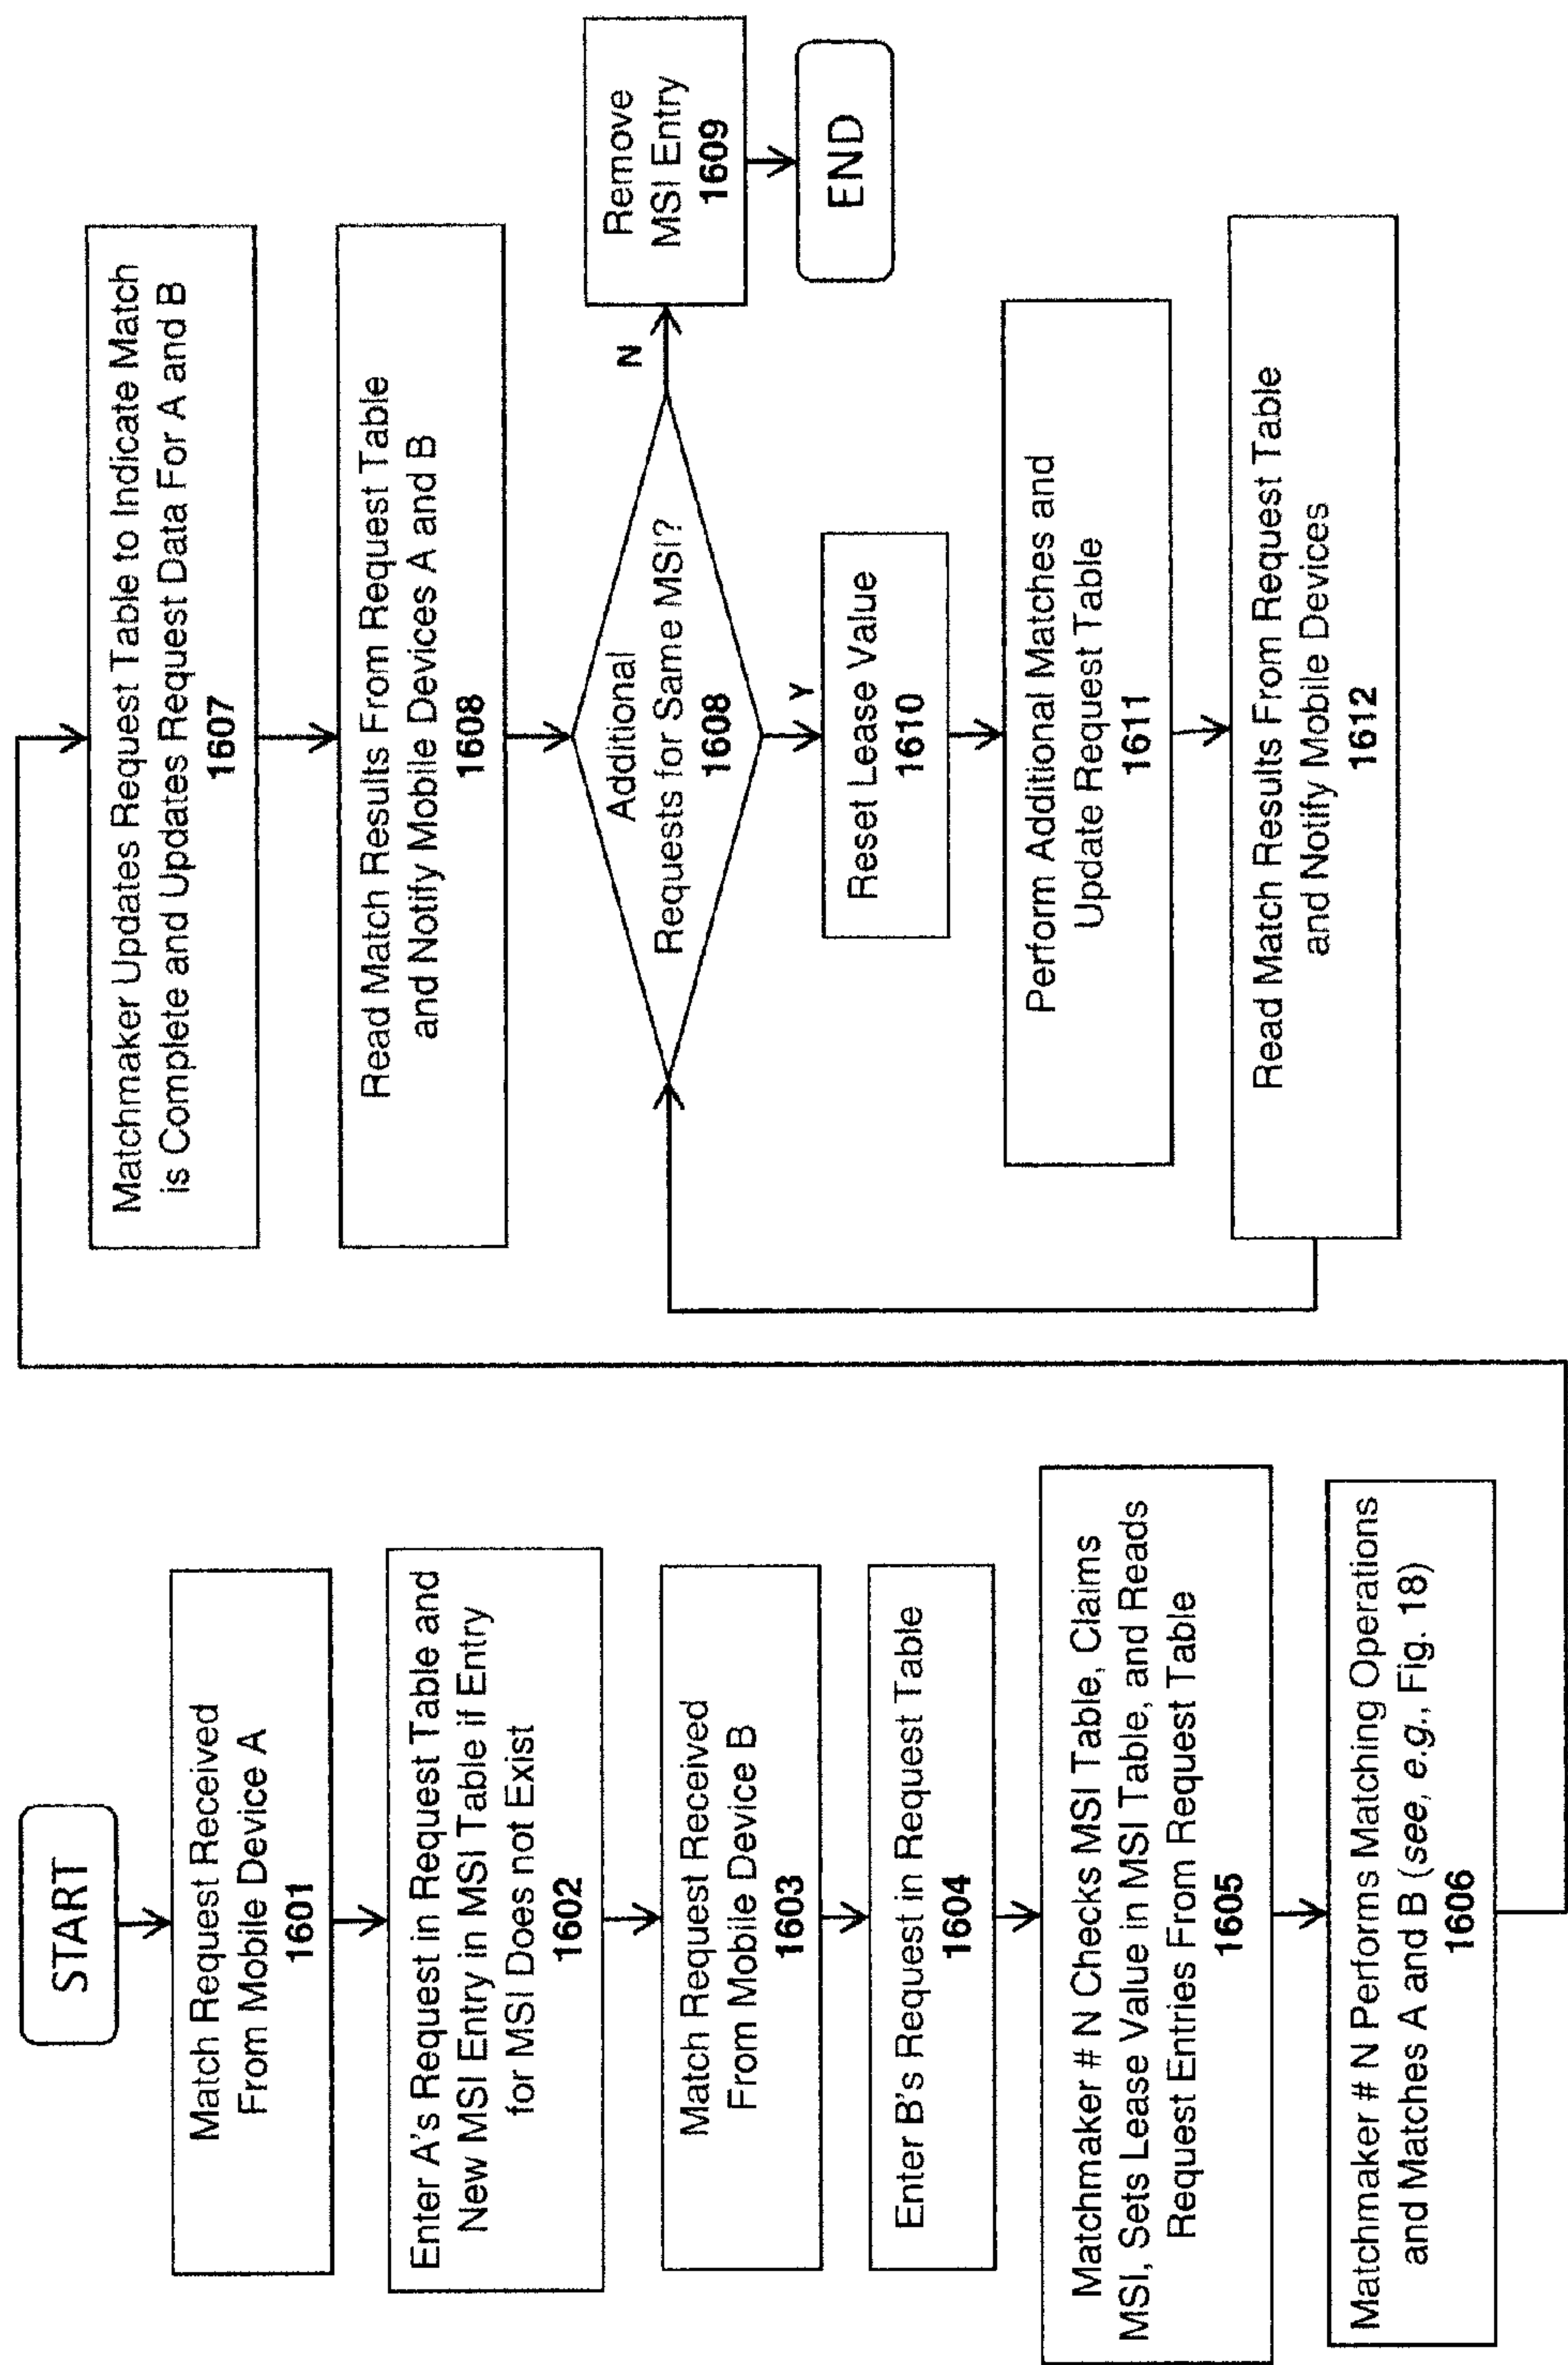 START
Match Request Received
From Mobile Device A
1601
Enter A's Request in Request Table and
New MSI Entry in MSI Table if Entry
for MSI Does not Exist
1602
Match Request Received
From Mobile Device B
1603
Enter B's Request in Request Table
1604
Matchmaker # N Checks MSI Table, Claims
MSI, Sets Lease Value in MSI Table, and Reads
Request Entries From Request Table
1605
Matchmaker # N Performs Matching Operations
and Matches A and B (see, e.g., Fig. 18)
1606
Matchmaker Updates Request Table to Indicate Match
is Complete and Updates Request Data For A and B
1607
Read Match Results From Request Table
and Notify Mobile Devices A and B
1608
Additional
Requests for Same MSI?
1608
N
Remove
MSI Entry
1609
END
Y
Reset Lease Value
1610
Perform Additional Matches and
Update Request Table
1611
Read Match Results From Request Table
and Notify Mobile Devices
1612